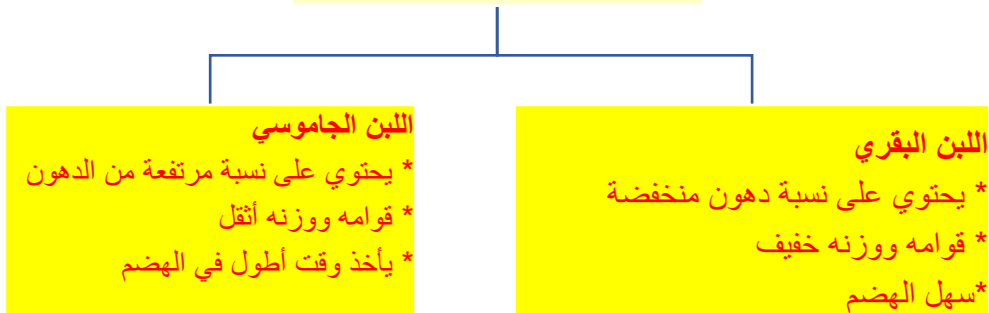 اللبن البقري
* يحتوي على نسبة دهون منخفضة
* قوامه ووزنه خفيف
*سهل الهضم
اللبن الجاموسي
* يحتوي على نسبة مرتفعة من الدهون
* قوامه ووزنه أثقل
* يأخذ وقت أطول في الهضم